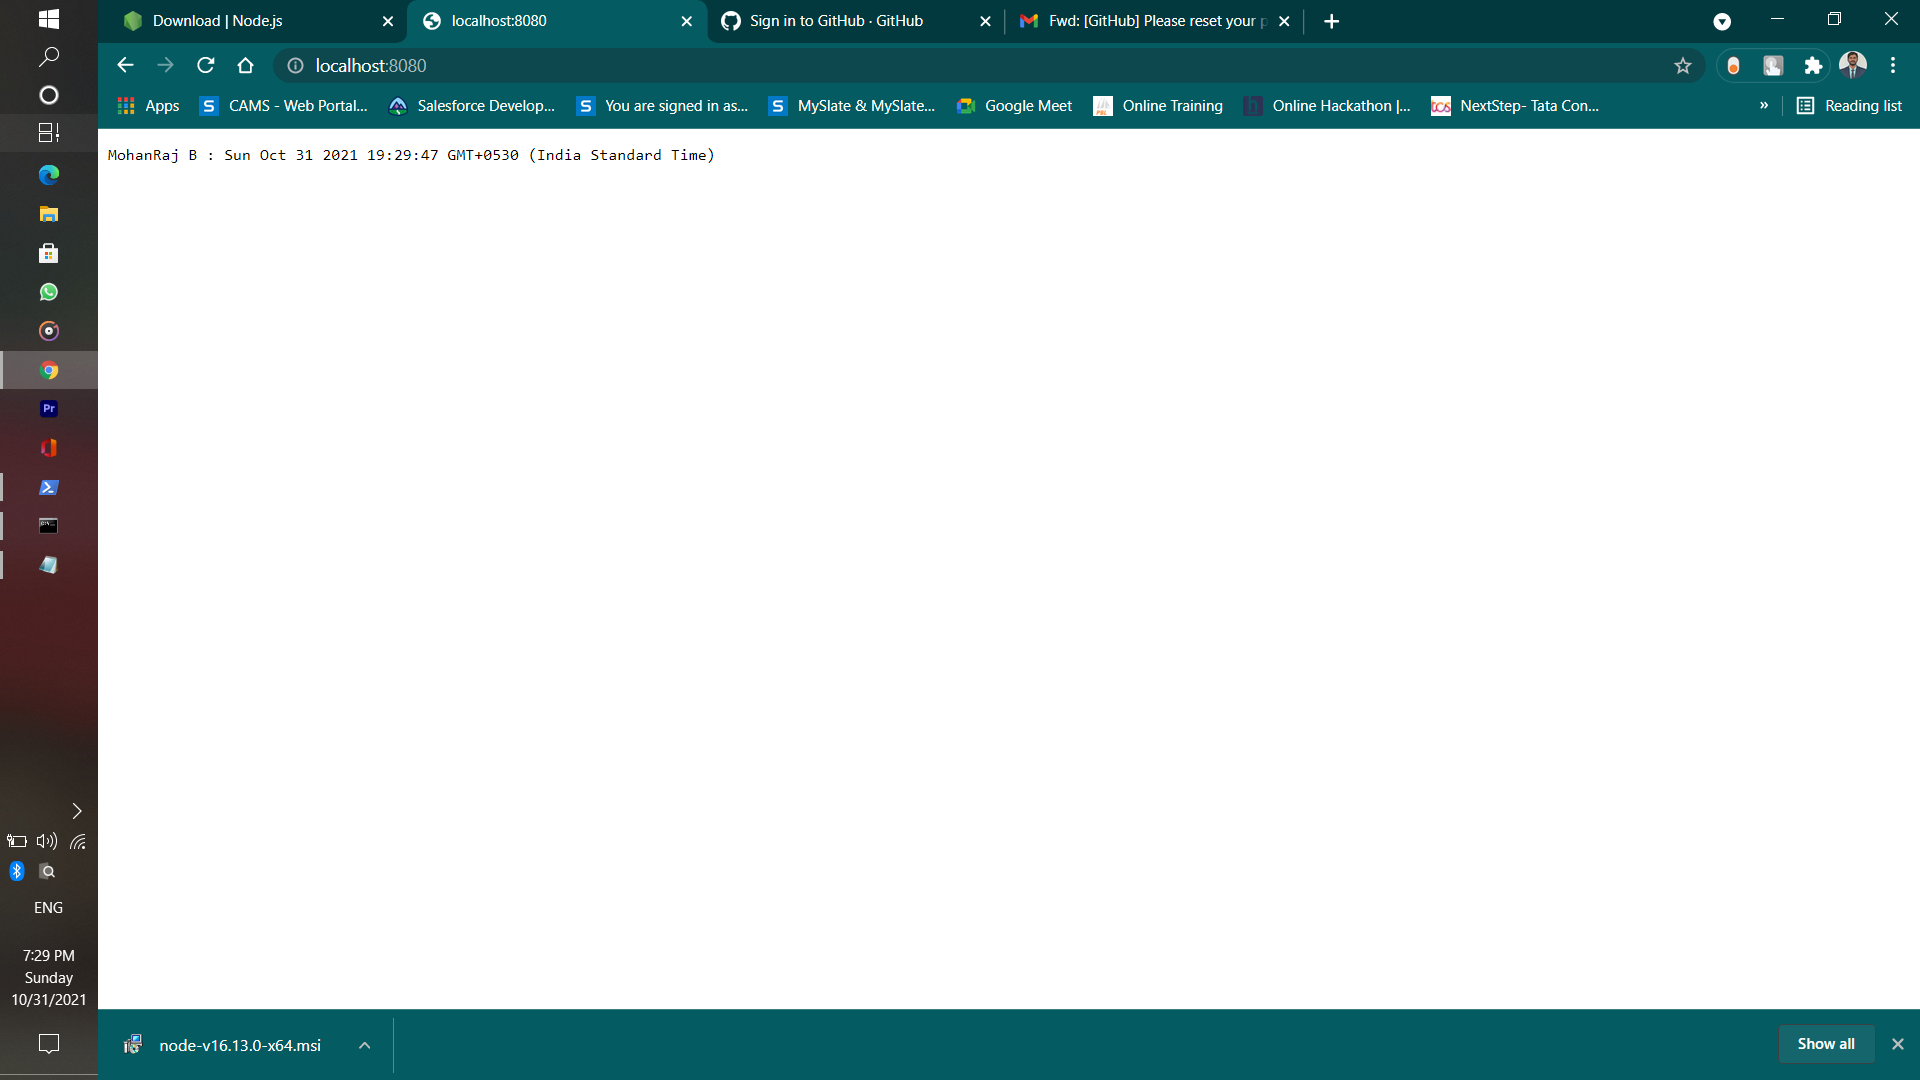 Download | Node.js
localhost:8080
Sign in to GitHub · GitHub
Fwd: [GitHub] Please reset your p
localhost:8080
Apps
CAMS - Web Portal...
Salesforce Develop...
You are signed in as...
MySlate & MySlate...
Google Meet
Online Training
Online Hackathon |...
NextStep- Tata Con...
»
Reading list
MohanRaj B : Sun Oct 31 2021 19:29:47 GMT+0530 (India Standard Time)
Pr
ENG
7:29 PM
Sunday
10/31/2021
node-v16.13.0-x64.msi
Show all